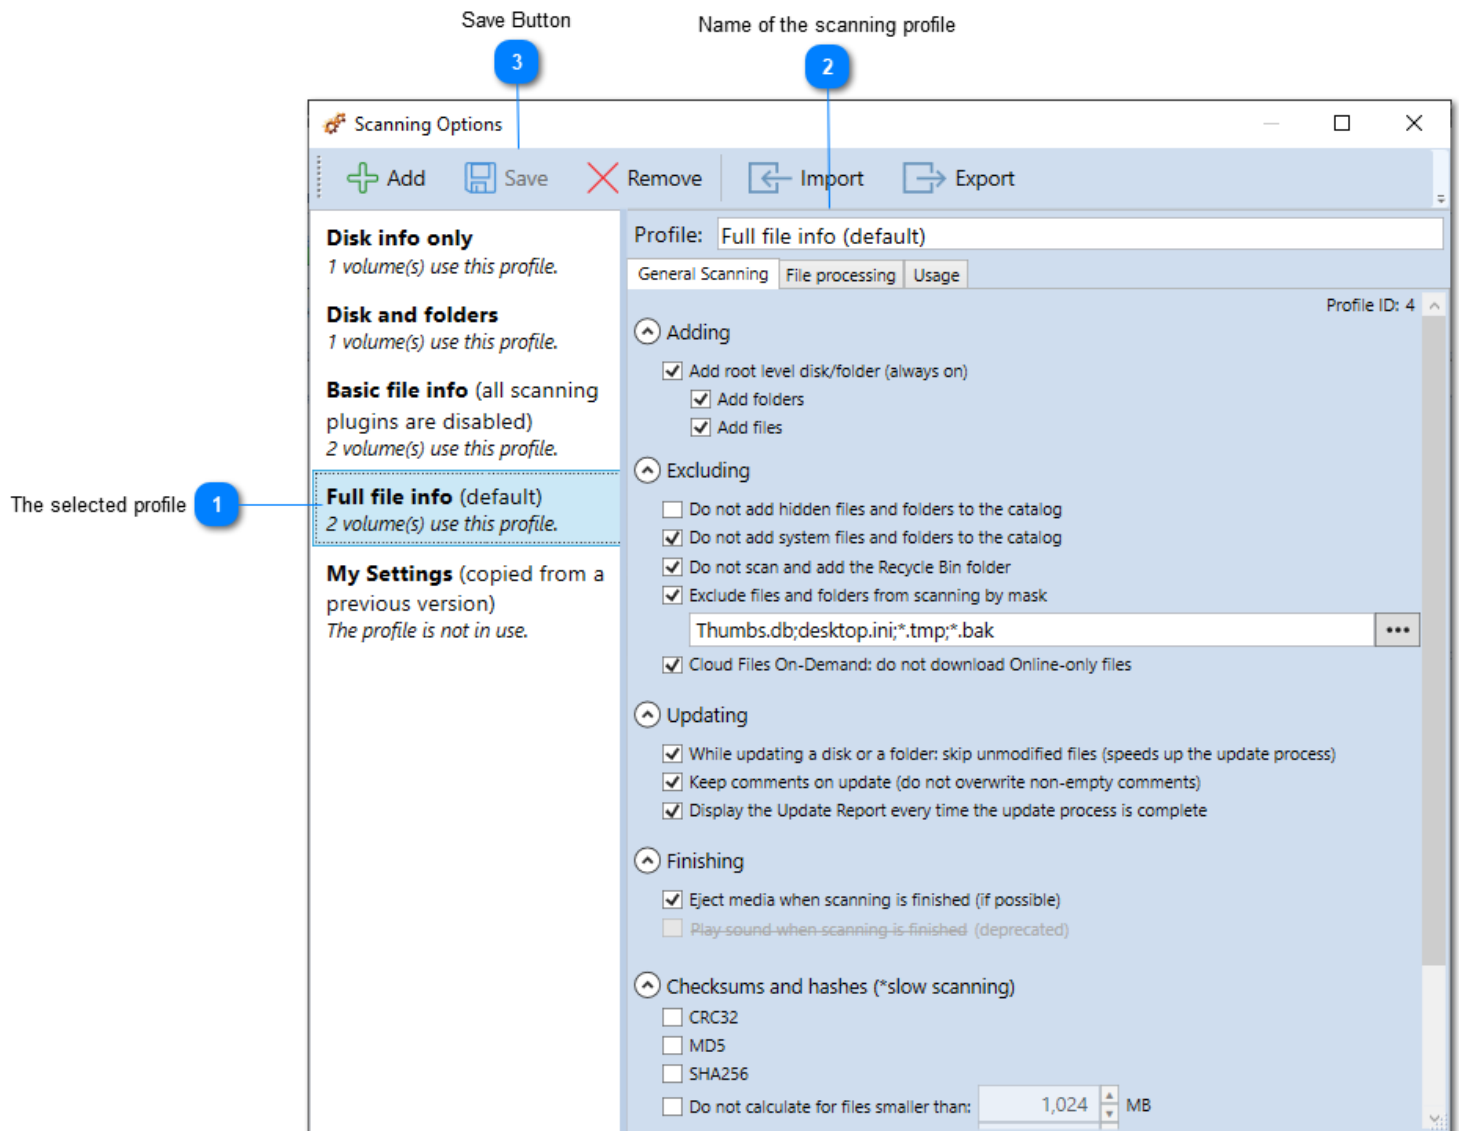 Save Button
Name of the scanning profile
3
2
Scanning Options
Add Save Remove Import Export
Disk info only
1 volume(s) use this profile.
Disk and folders
1 volume(s) use this profile.
Basic file info (all scanning
plugins are disabled)
2 volume(s) use this profile.
The selected profile 1
Full file info (default)
2 volume(s) use this profile.
My Settings (copied from a
previous version)
The profile is not in use.
Profile: Full file info (default)
General Scanning File processing Usage
Profile ID: 4
Adding
Add root level disk/folder (always on)
Add folders
Add files
Excluding
Do not add hidden files and folders to the catalog
Do not add system files and folders to the catalog
Do not scan and add the Recycle Bin folder
Exclude files and folders from scanning by mask
Thumbs.db;desktop.ini;*.tmp;*.bak
Cloud Files On-Demand: do not download Online-only files
Updating
While updating a disk or a folder: skip unmodified files (speeds up the update process)
Keep comments on update (do not overwrite non-empty comments)
Display the Update Report every time the update process is complete
Finishing
Eject media when scanning is finished (if possible)
Play sound when scanning is finished (deprecated)
Checksums and hashes (*slow scanning)
CRC32
MD5
SHA256
Do not calculate for files smaller than: 1,024 MB